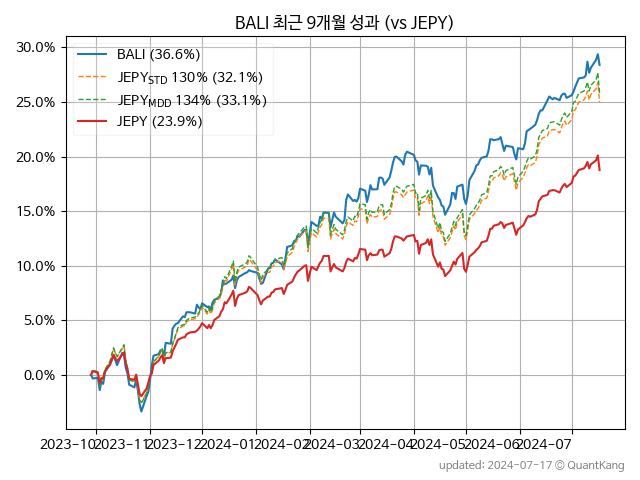 BALI 최근 9개월 성과 (vs JEPY)
30.0%
25.0%
20.0%
15.0%
10.0%
5.0%
0.0%
BALI (36.6%)
JEPYSTD 130% (32.1%)
JEPYMDD 134% (33.1%)
JEPY (23.9%)
2023-10 2023-11 2023-12 2024-01 2024-02 2024-03 2024-04 2024-05 2024-06 2024-07
updated: 2024-07-17 © QuantKang